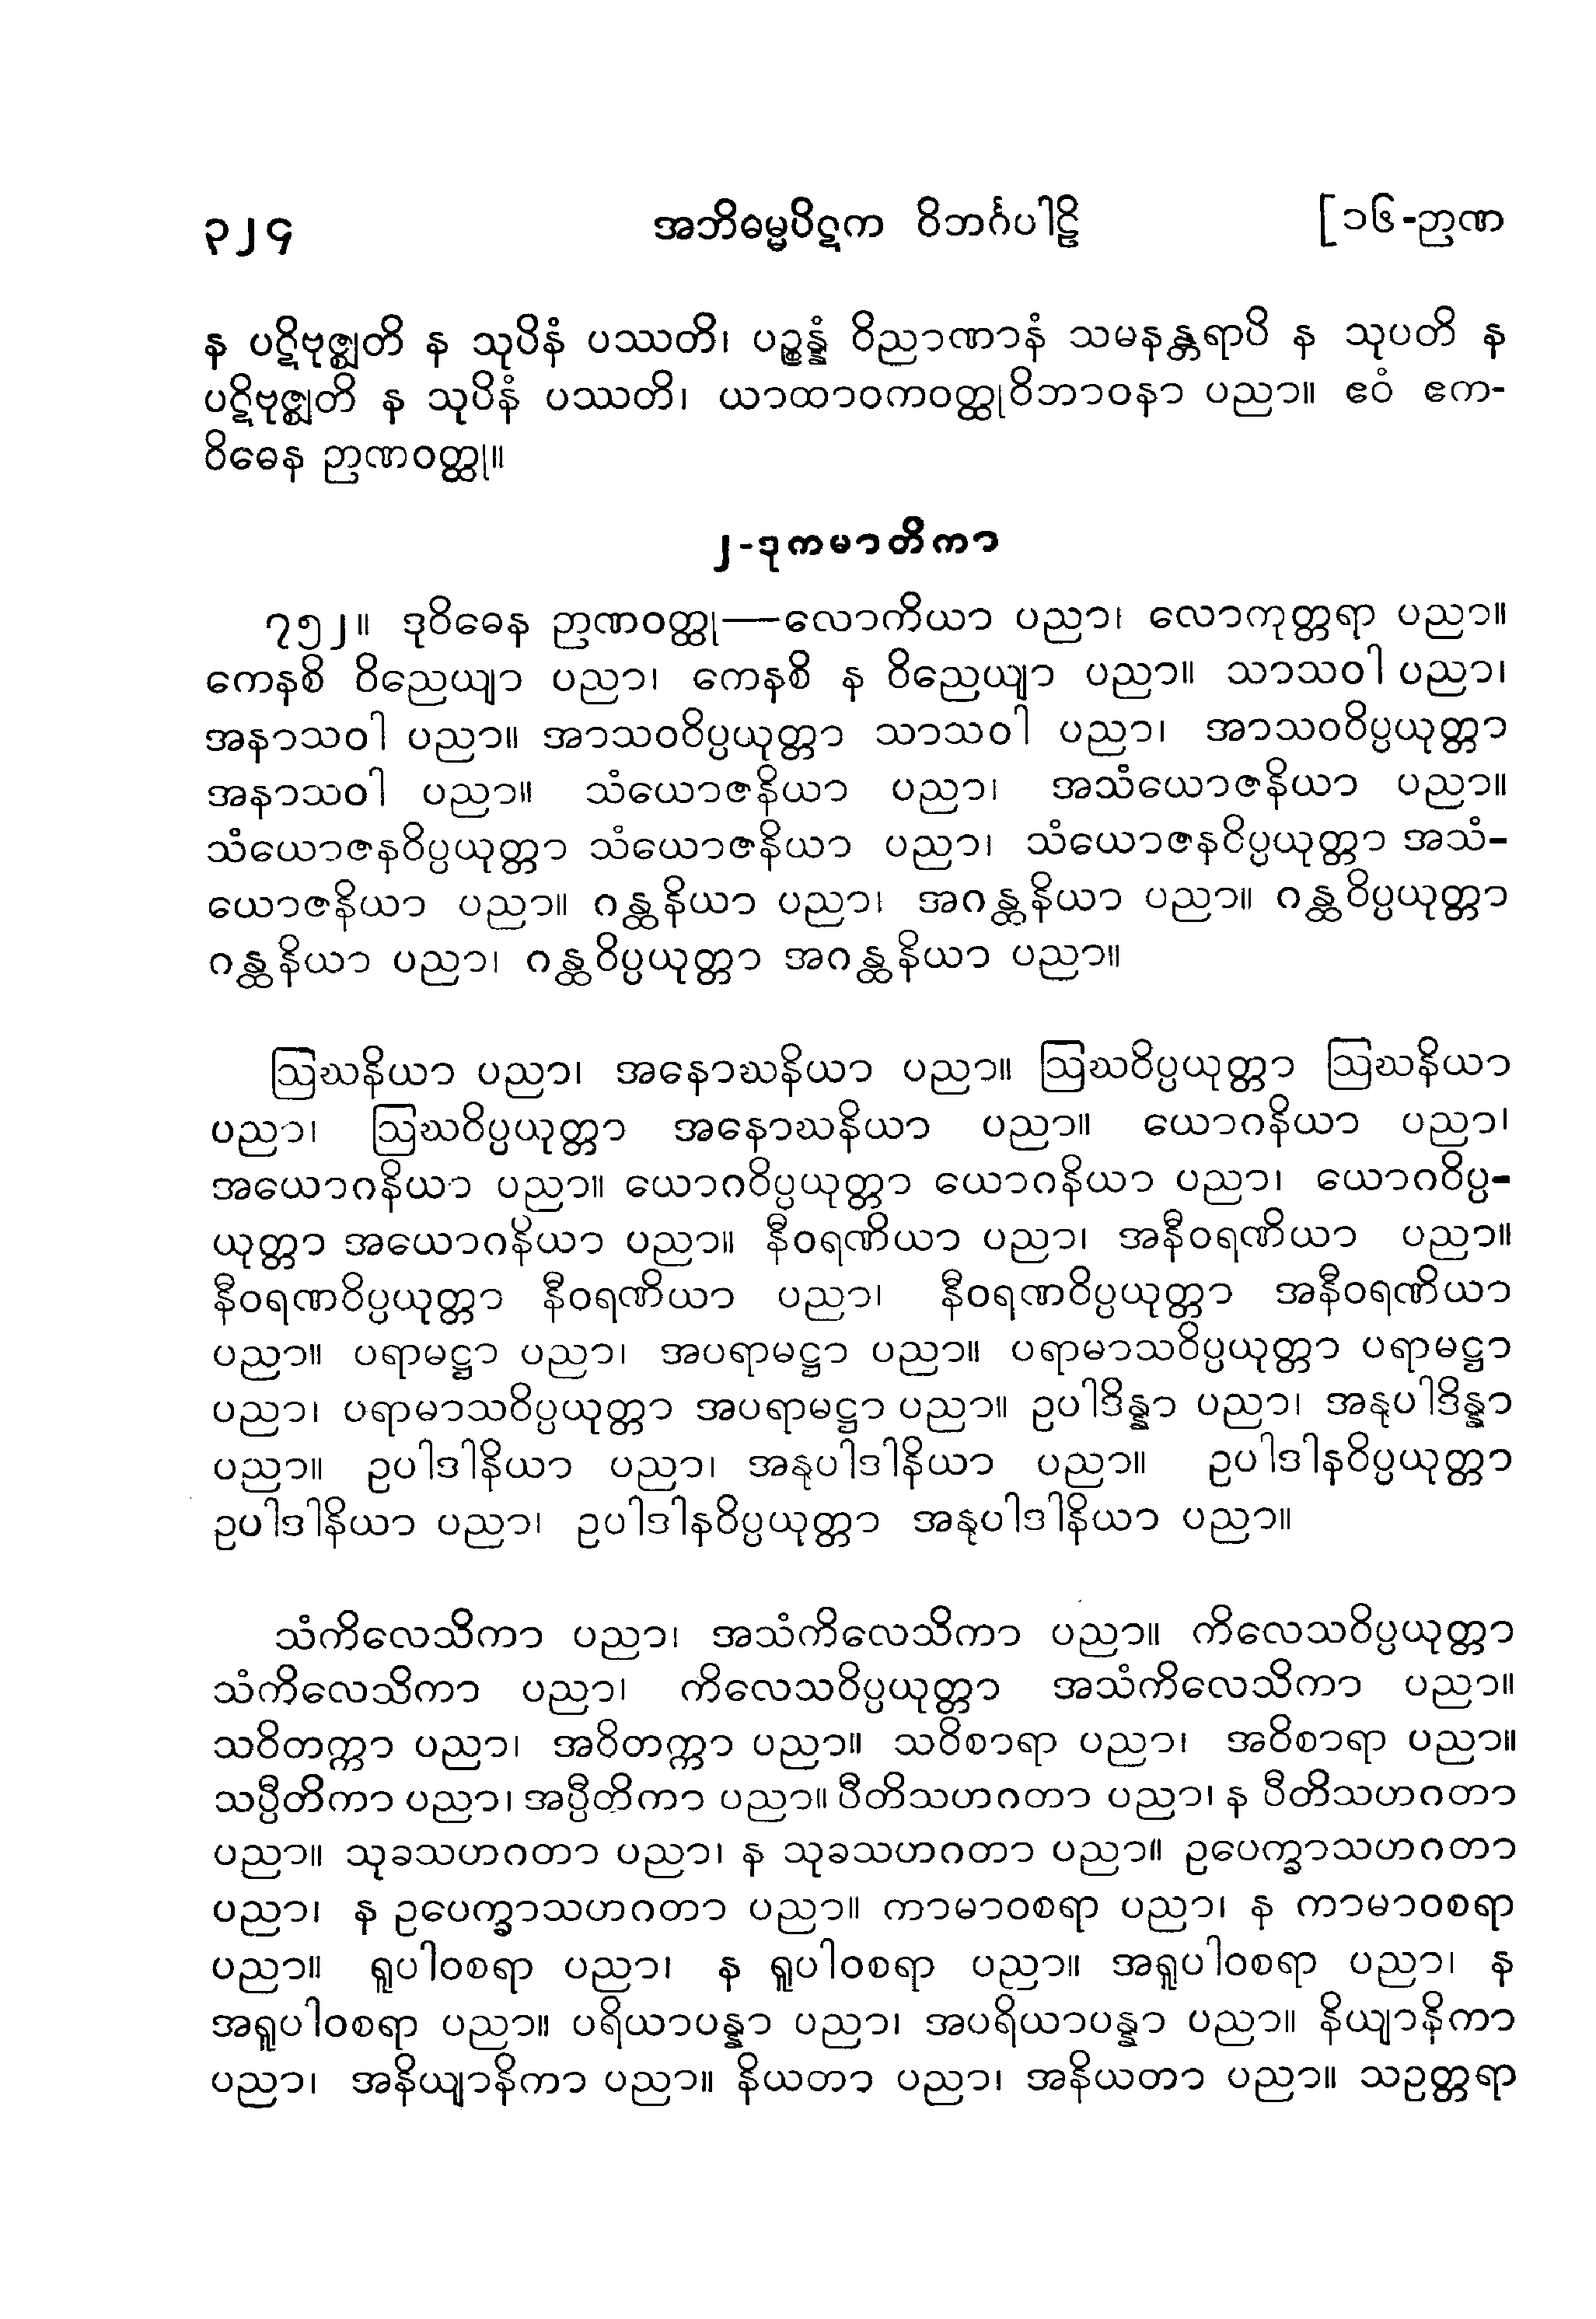 ၃၂၄ အဘိဓမ္မပိဋက ဝိဘင်္ဂပါဠိ [၁၆-ဉာဏ
န ပဋိဗုဇ္ဈတိ န သုပိနံ ပဿတိ၊ ပဉ္စန္နံ ဝိညာဏာနံ သမနန္တရာပိ န သုပတိ န
ပဋိဗုဇ္ဈတိ န သုပိနံ ပဿတိ၊ ယာထာဝကဝတ္ထုဝိဘာဝနာ ပညာ။ ဧဝံ ဧက-
ဝိဓေန ဉာဏဝတ္ထု။
၂-ဒုကမာတိကာ
၇၅၂။ ဒုဝိဓေန ဉာဏဝတ္ထု—လောကိယာ ပညာ၊ လောကုတ္တရာ ပညာ။
ကေနစိ ဝိညေယျာ ပညာ၊ ကေနစိ န ဝိညေယျာ ပညာ။ သာသဝါ ပညာ၊
အနာသဝါ ပညာ။ အာသဝဝိပ္ပယုတ္တာ သာသဝါ ပညာ၊ အာသဝဝိပ္ပယုတ္တာ
အနာသဝါ ပညာ။ သံယောဇနိယာ ပညာ၊ အသံယောဇနိယာ ပညာ။
သံယောဇနဝိပ္ပယုတ္တာ သံယောဇနိယာ ပညာ၊ သံယောဇနဝိပ္ပယုတ္တာ အသံ-
ယောဇနိယာ ပညာ။ ဂန္ထနိယာ ပညာ၊ အဂန္ထနိယာ ပညာ။ ဂန္ထဝိပ္ပယုတ္တာ
ဂန္ထနိယာ ပညာ၊ ဂန္ထဝိပ္ပယုတ္တာ အဂန္ထနိယာ ပညာ။
ဩဃနိယာ ပညာ၊ အနောဃနိယာ ပညာ။ ဩဃဝိပ္ပယုတ္တာ ဩဃနိယာ
ပညာ၊ ဩဃဝိပ္ပယုတ္တာ အနောဃနိယာ ပညာ။ ယောဂနိယာ ပညာ၊
အယောဂနိယာ ပညာ။ ယောဂဝိပ္ပယုတ္တာ ယောဂနိယာ ပညာ၊ ယောဂဝိပ္ပ-
ယုတ္တာ အယောဂနိယာ ပညာ။ နီဝရဏိယာ ပညာ၊ အနီဝရဏိယာ ပညာ။
နီဝရဏဝိပ္ပယုတ္တာ နီဝရဏိယာ ပညာ၊ နီဝရဏဝိပ္ပယုတ္တာ အနီဝရဏိယာ
ပညာ။ ပရာမဋ္ဌာ ပညာ၊ အပရာမဋ္ဌာ ပညာ။ ပရာမာသဝိပ္ပယုတ္တာ ပရာမဋ္ဌာ
ပညာ၊ ပရာမာသဝိပ္ပယုတ္တာ အပရာမဋ္ဌာ ပညာ။ ဥပါဒိန္နာ ပညာ၊ အနုပါဒိန္နာ
ပညာ။ ဥပါဒါနိယာ ပညာ၊ အနုပါဒါနိယာ ပညာ။ ဥပါဒါနဝိပ္ပယုတ္တာ
ဥပါဒါနိယာ ပညာ၊ ဥပါဒါနဝိပ္ပယုတ္တာ အနုပါဒါနိယာ ပညာ။
သံကိလေသိကာ ပညာ၊ အသံကိလေသိကာ ပညာ။ ကိလေသဝိပ္ပယုတ္တာ
သံကိလေသိကာ ပညာ၊ ကိလေသဝိပ္ပယုတ္တာ အသံကိလေသိကာ ပညာ။
သဝိတက္ကာ ပညာ၊ အဝိတက္ကာ ပညာ။ သဝိစာရာ ပညာ၊ အဝိစာရာ ပညာ။
သပ္ပီတိကာ ပညာ၊ အပ္ပီတိကာ ပညာ။ ပီတိသဟဂတာ ပညာ၊ န ပီတိသဟဂတာ
ပညာ။ သုခသဟဂတာ ပညာ၊ န သုခသဟဂတာ ပညာ။ ဥပေက္ခာသဟဂတာ
ပညာ၊ န ဥပေက္ခာသဟဂတာ ပညာ။ ကာမာဝစရာ ပညာ၊ န ကာမာဝစရာ
ပညာ။ ရူပါဝစရာ ပညာ၊ န ရူပါဝစရာ ပညာ။ အရူပါဝစရာ ပညာ၊ န
အရူပါဝစရာ ပညာ။ ပရိယာပန္နာ ပညာ၊ အပရိယာပန္နာ ပညာ။ နိယျာနိကာ
ပညာ၊ အနိယျာနိကာ ပညာ။ နိယတာ ပညာ၊ အနိယတာ ပညာ။ သဥတ္တရာ